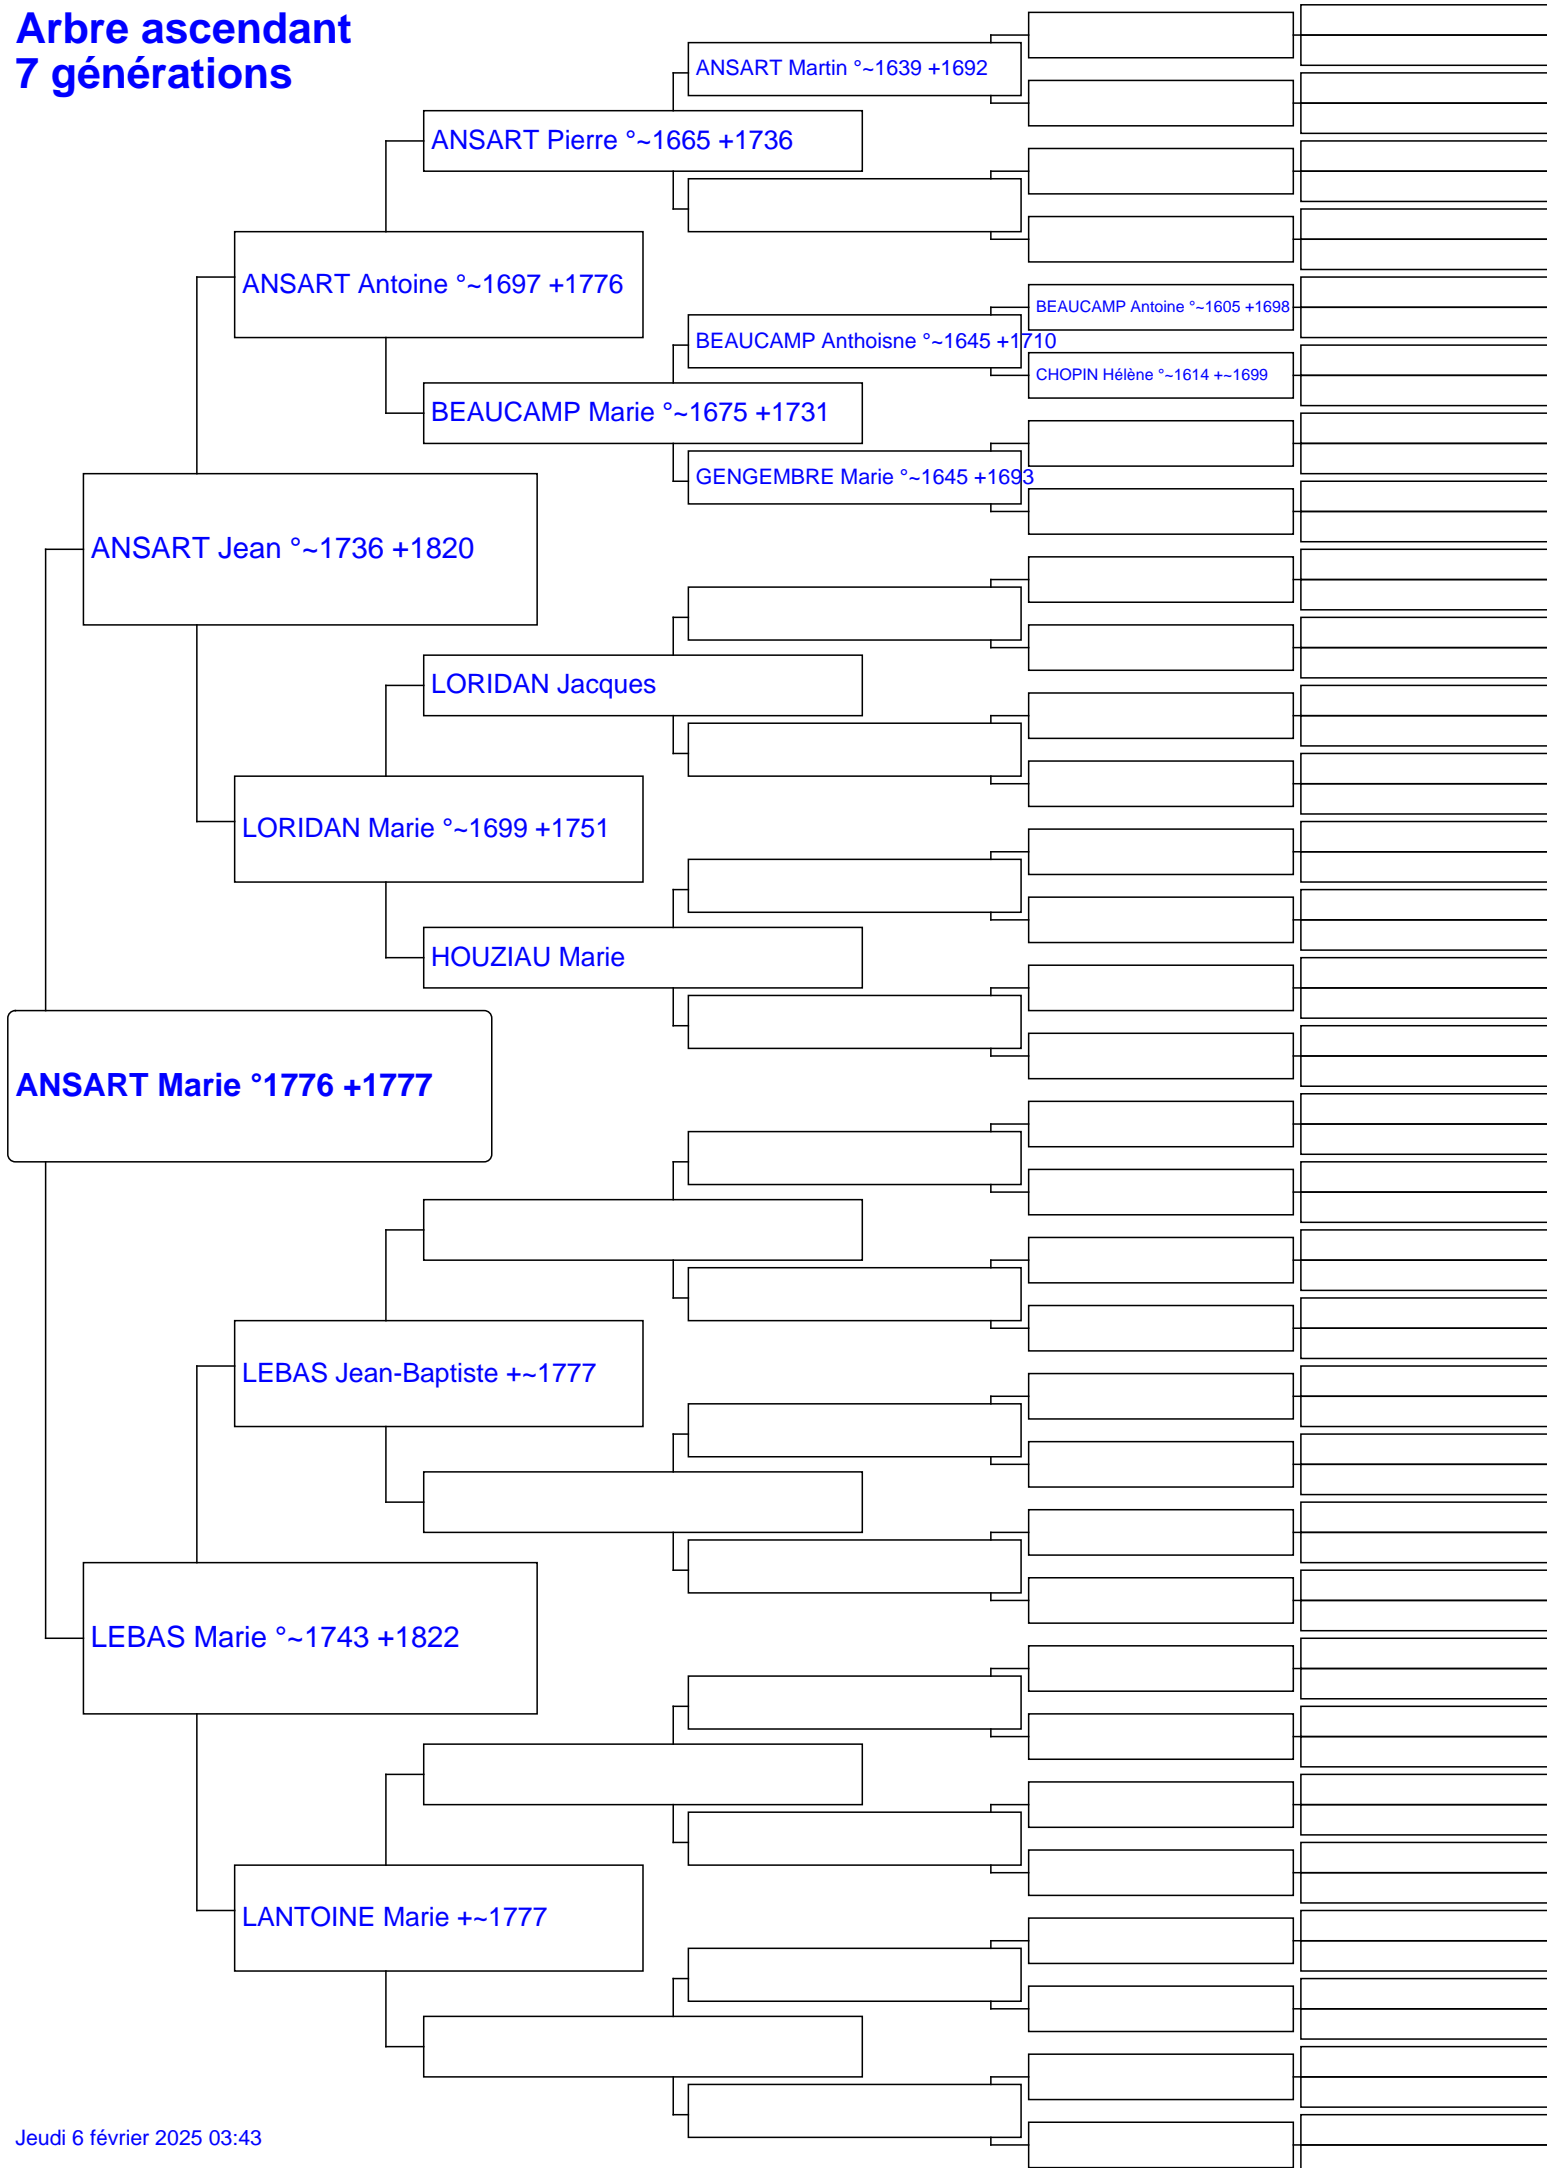 Arbre ascendant
7 générations
ANSART Martin °~1639 +1692
ANSART Pierre °~1665 +1736
ANSART Antoine °~1697 +1776
BEAUCAMP Antoine °~1605 +1698
BEAUCAMP Anthoisne °~1645 +1710
CHOPIN Hélène °~1614 +~1699
BEAUCAMP Marie °~1675 +1731
GENGEMBRE Marie °~1645 +1693
ANSART Jean °~1736 +1820
LORIDAN Jacques
LORIDAN Marie °~1699 +1751
HOUZIAU Marie
ANSART Marie °1776 +1777
LEBAS Jean-Baptiste +~1777
LEBAS Marie °~1743 +1822
LANTOINE Marie +~1777
Jeudi 6 février 2025 03:43